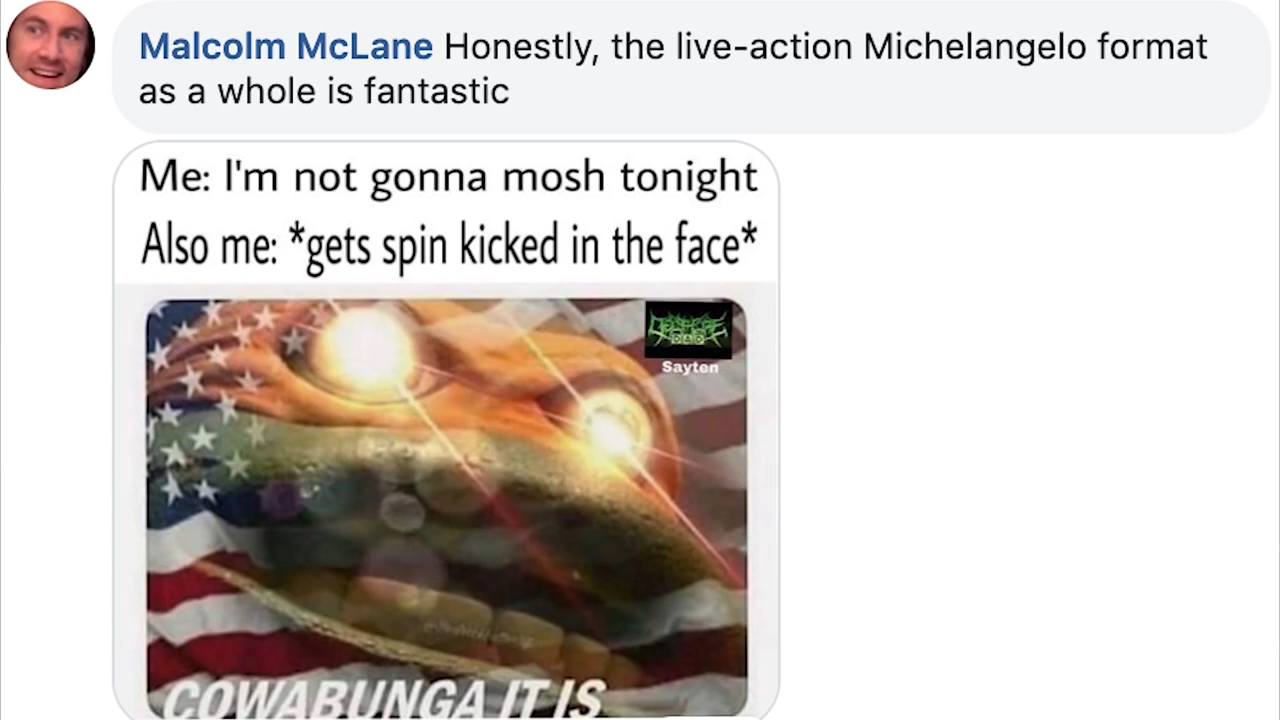 Malcolm McLane Honestly, the live-action Michelangelo format
as a whole is fantastic
Me: I'm not gonna mosh tonight
Also me: *gets spin kicked in the face*
DAD
Sayten
COWABUNGA IT IS